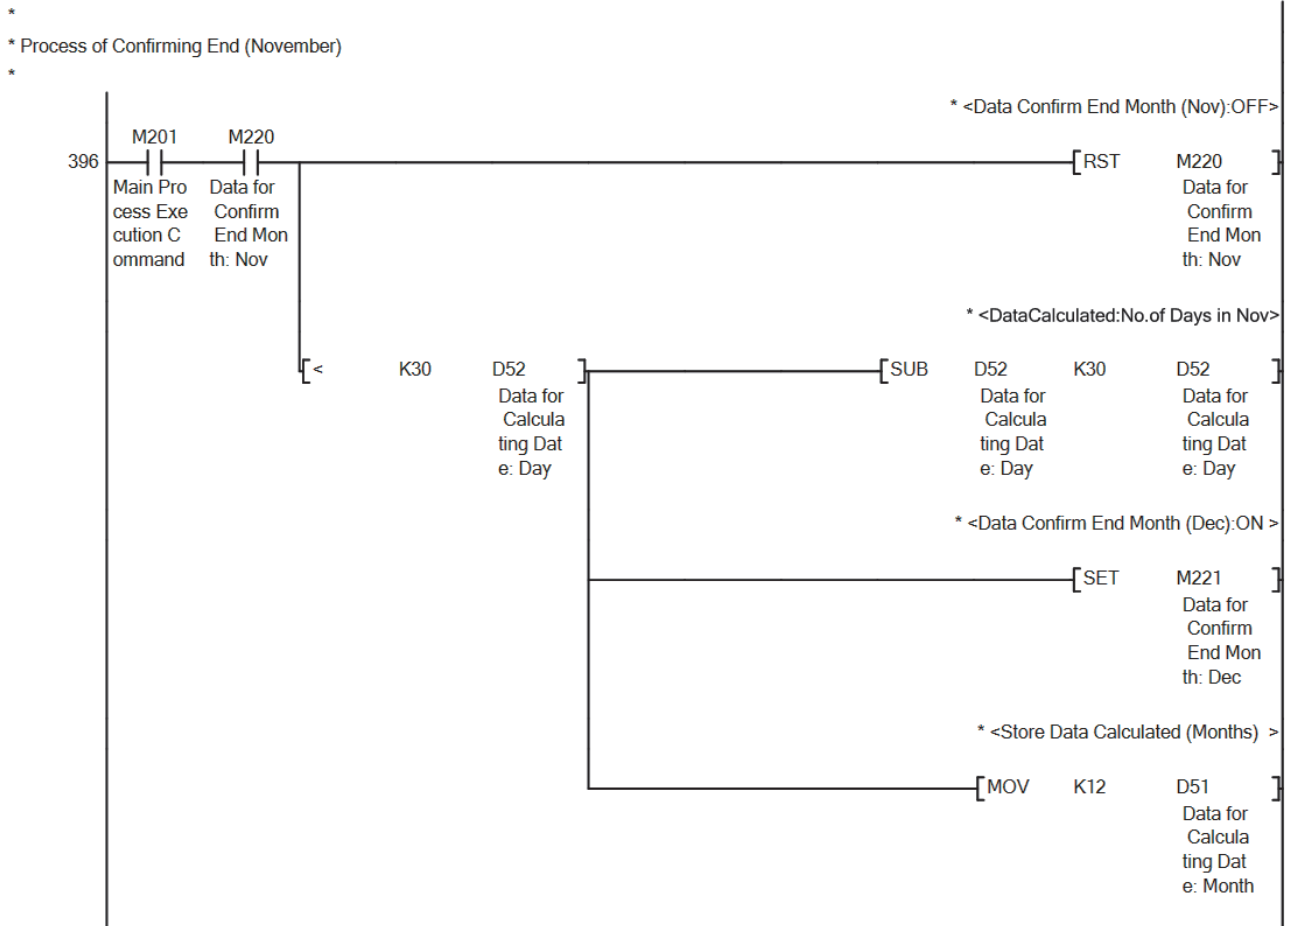 *
* Process of Confirming End (November)
*
* <Data Confirm End Month (Nov):OFF>
M201 M220
396 [RST M220 ]
Main Pro Data for Data for
cess Exe Confirm Confirm
cution C End Mon End Mon
ommand th: Nov th: Nov
* <DataCalculated:No.of Days in Nov>
[< K30 D52 ] [SUB D52 K30 D52 ]
Data for Data for Data for
Calcula Calcula Calcula
ting Dat ting Dat ting Dat
e: Day e: Day e: Day
* <Data Confirm End Month (Dec):ON >
[SET M221 ]
Data for
Confirm
End Mon
th: Dec
* <Store Data Calculated (Months) >
[MOV K12 D51 ]
Data for
Calcula
ting Dat
e: Month